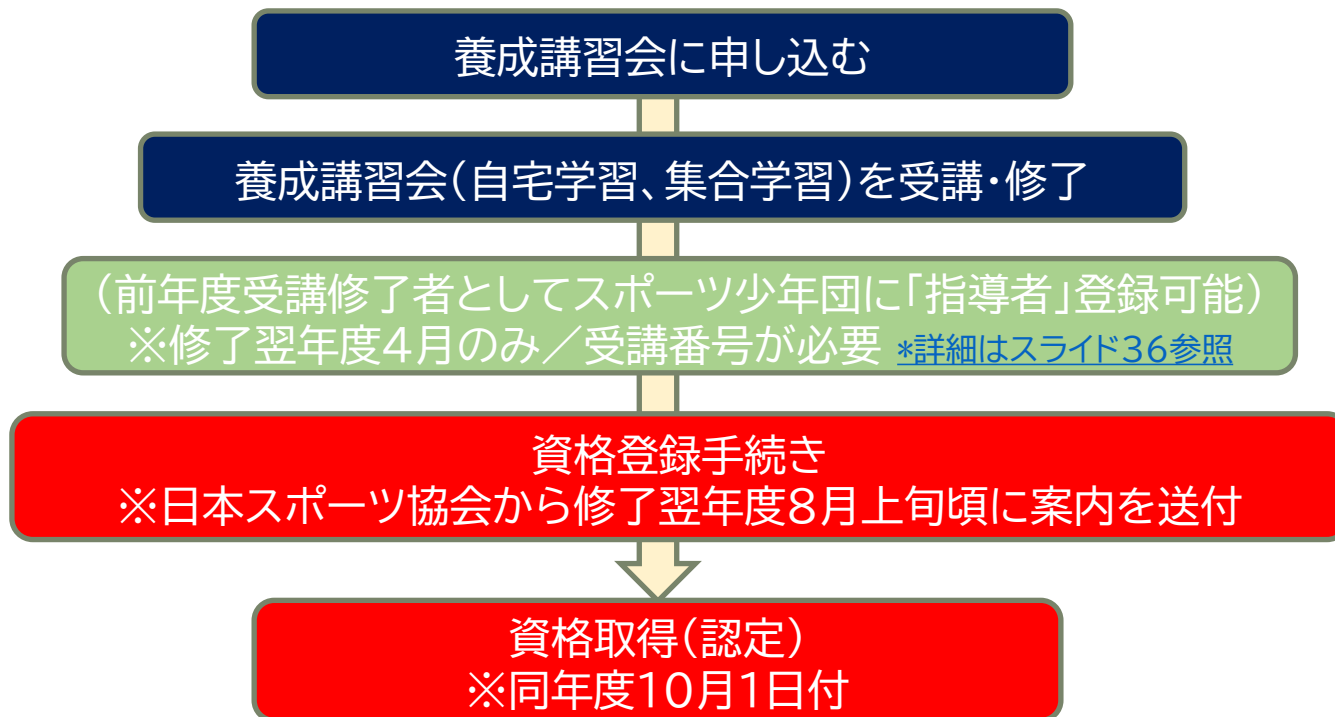 養成講習会に申し込む
養成講習会(自宅学習、集合学習)を受講・修了
(前年度受講修了者としてスポーツ少年団に「指導者」登録可能)
※修了翌年度4月のみ／受講番号が必要 *詳細はスライド36参照
資格登録手続き
※日本スポーツ協会から修了翌年度8月上旬頃に案内を送付
資格取得(認定)
※同年度10月1日付